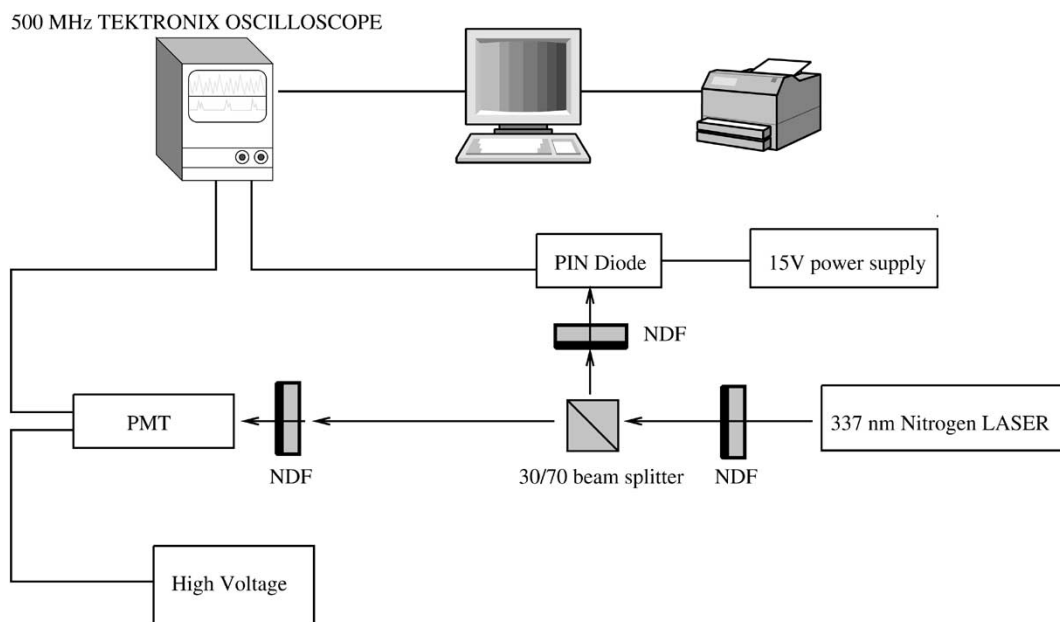 500 MHz TEKTRONIX OSCILLOSCOPE
PIN Diode
15V power supply
NDF
PMT
NDF
30/70 beam splitter
NDF
337 nm Nitrogen LASER
High Voltage